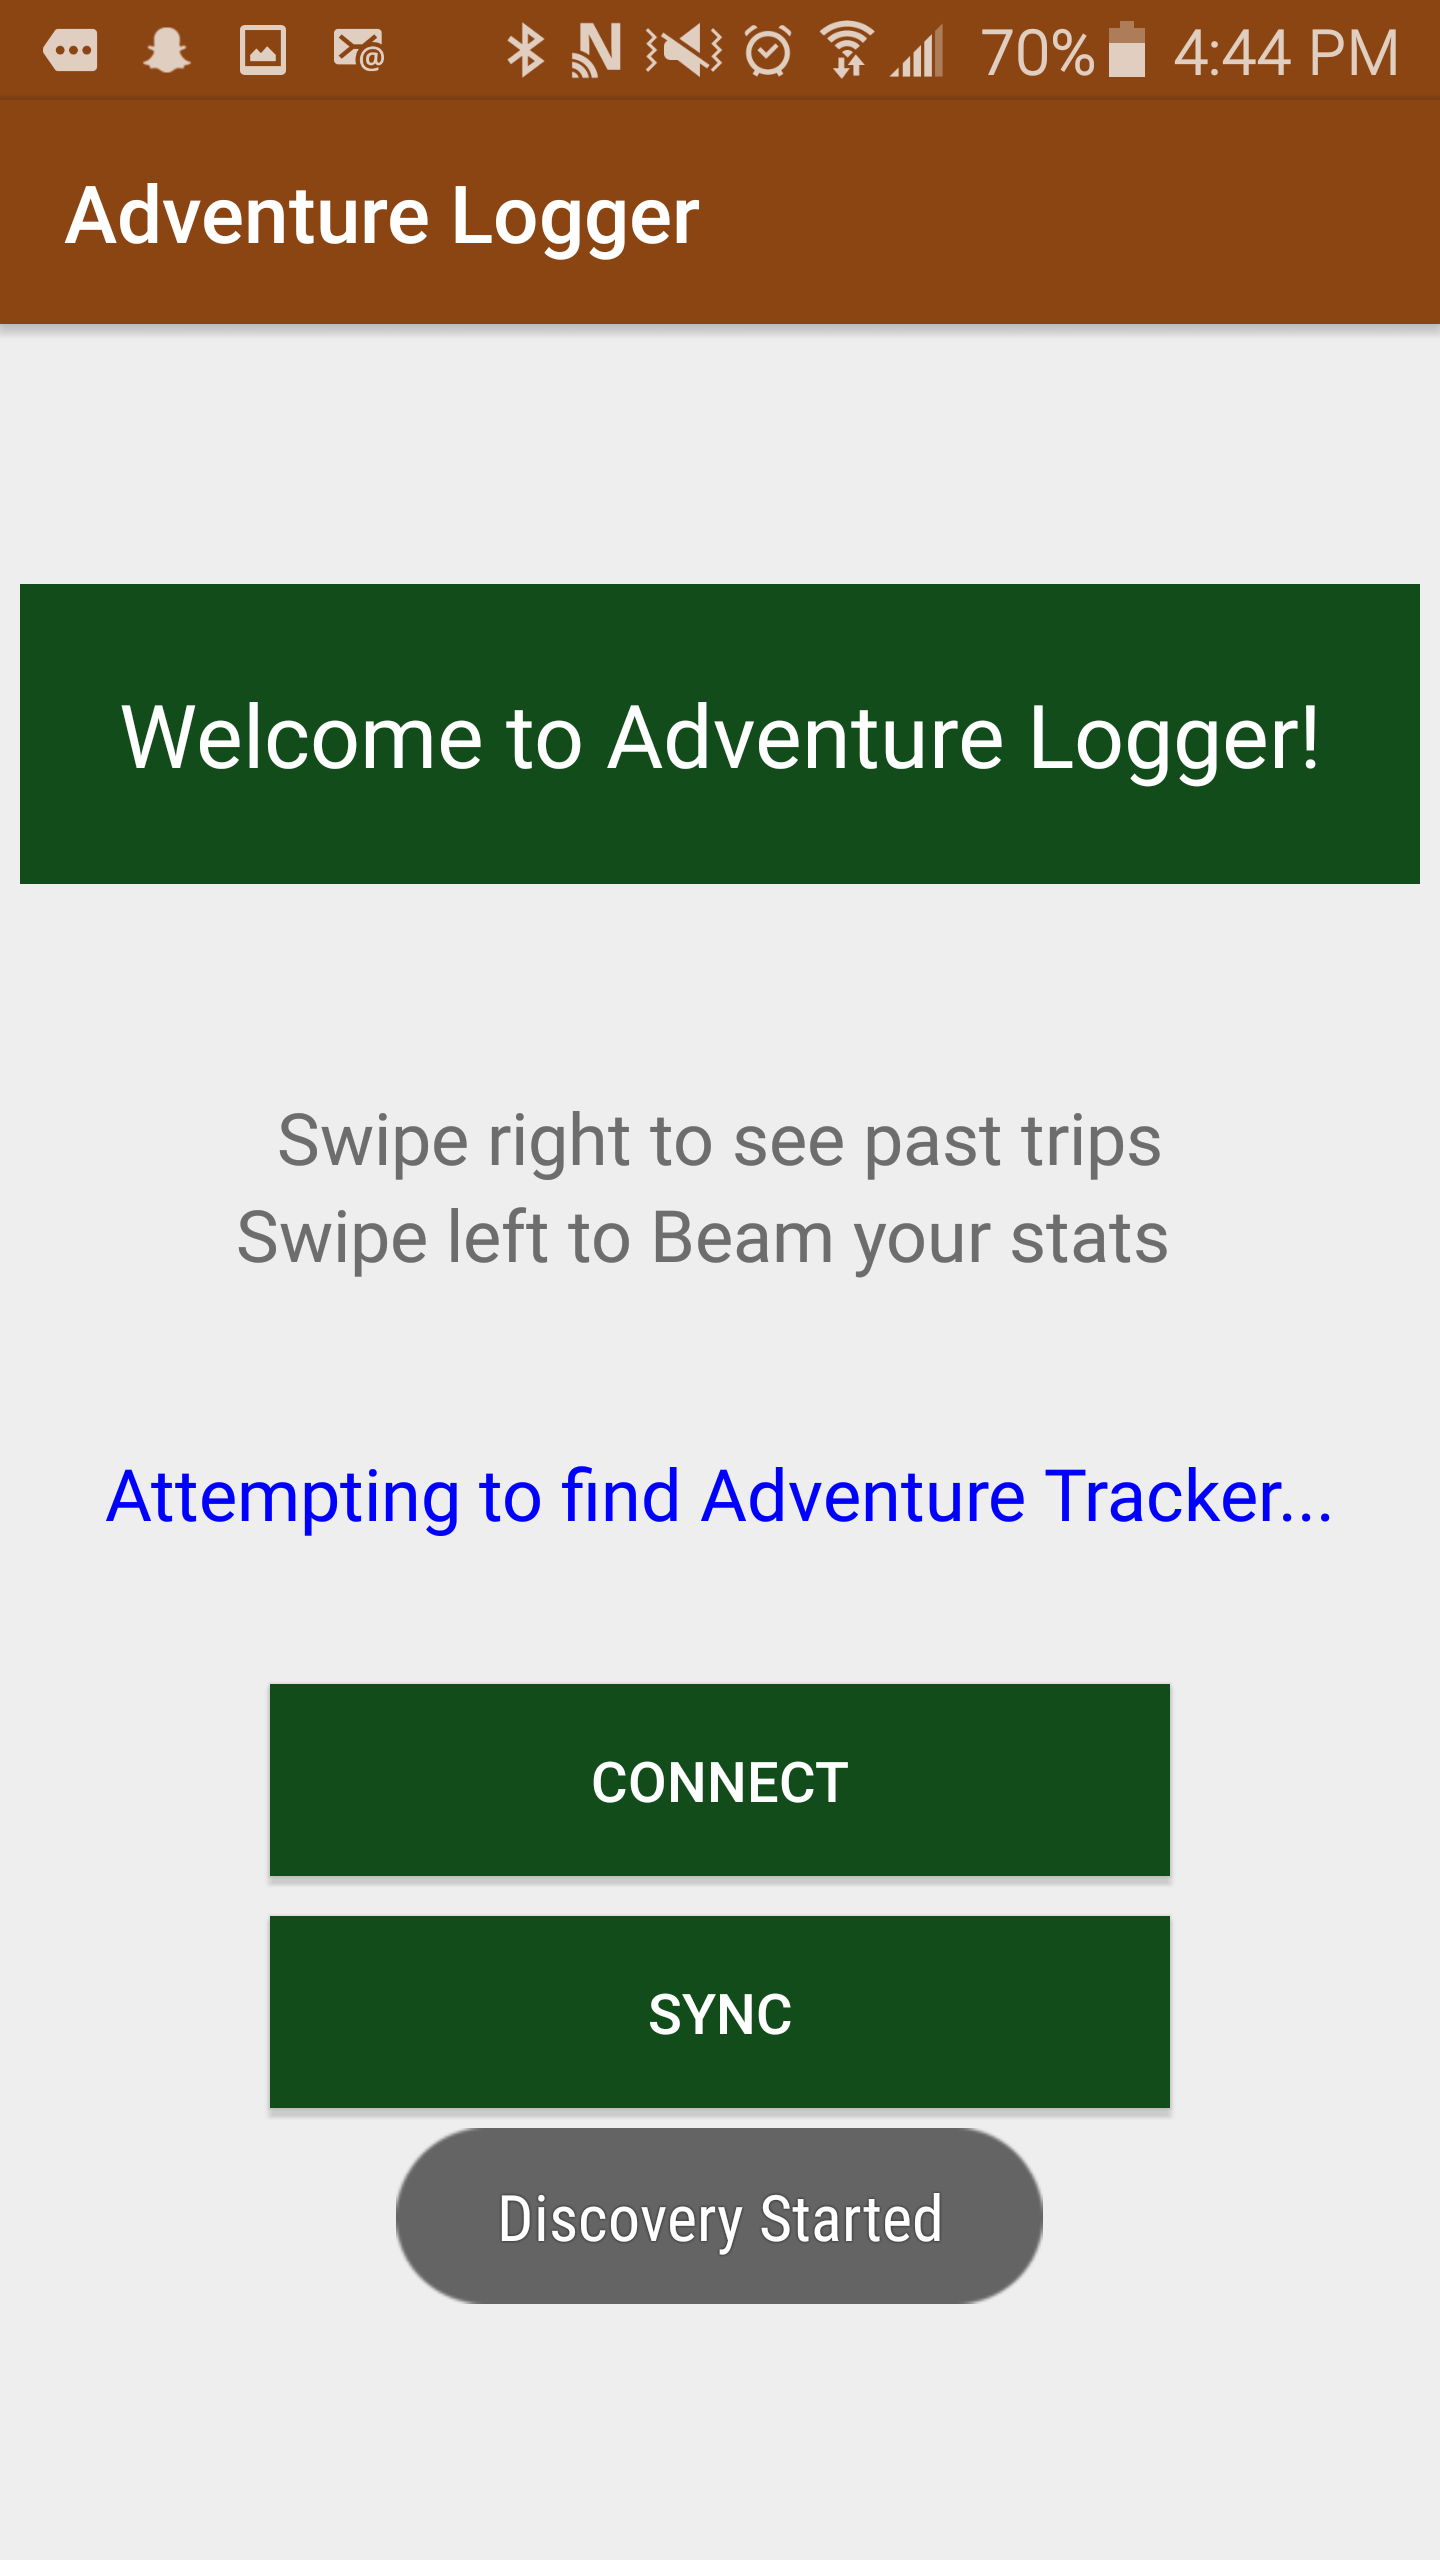 70% 4:44 PM
Adventure Logger
Welcome to Adventure Logger!
Swipe right to see past trips
Swipe left to Beam your stats
Attempting to find Adventure Tracker...
CONNECT
SYNC
Discovery Started